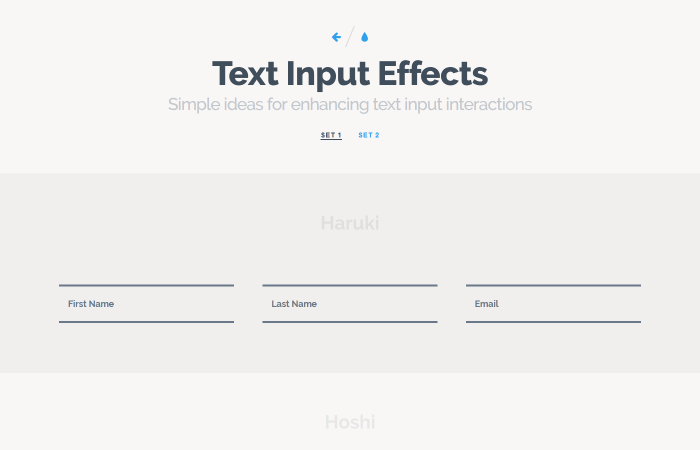 Text Input Effects
Simple ideas for enhancing text input interactions
SET 1 SET 2
Haruki
First Name Last Name Email
Hoshi